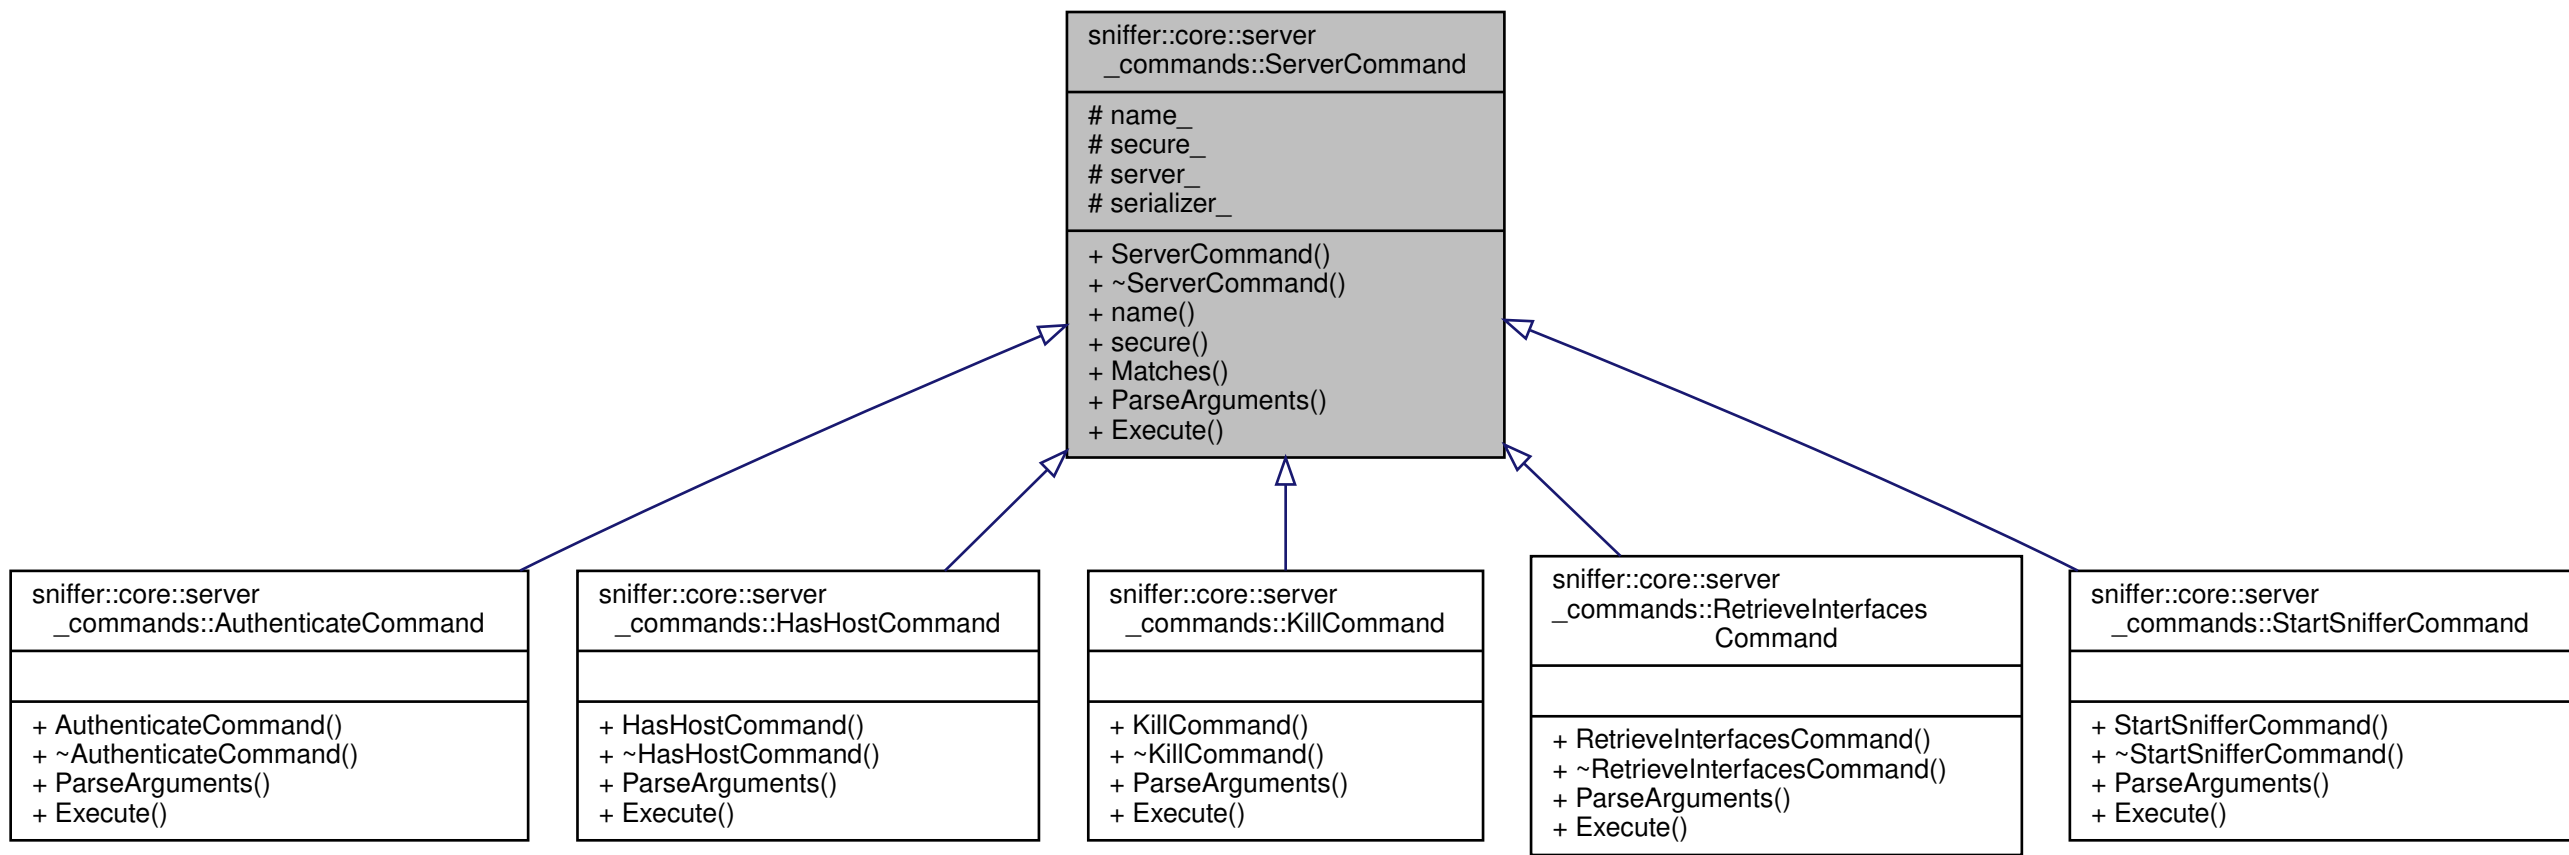 sniffer::core::server
_commands::ServerCommand
# name_
# secure_
# server_
# serializer_
+ ServerCommand()
+ ~ServerCommand()
+ name()
+ secure()
+ Matches()
+ ParseArguments()
+ Execute()
sniffer::core::server
_commands::AuthenticateCommand
+ AuthenticateCommand()
+ ~AuthenticateCommand()
+ ParseArguments()
+ Execute()
sniffer::core::server
_commands::HasHostCommand
+ HasHostCommand()
+ ~HasHostCommand()
+ ParseArguments()
+ Execute()
sniffer::core::server
_commands::KillCommand
+ KillCommand()
+ ~KillCommand()
+ ParseArguments()
+ Execute()
sniffer::core::server
_commands::RetrieveInterfaces
Command
+ RetrieveInterfacesCommand()
+ ~RetrieveInterfacesCommand()
+ ParseArguments()
+ Execute()
sniffer::core::server
_commands::StartSnifferCommand
+ StartSnifferCommand()
+ ~StartSnifferCommand()
+ ParseArguments()
+ Execute()